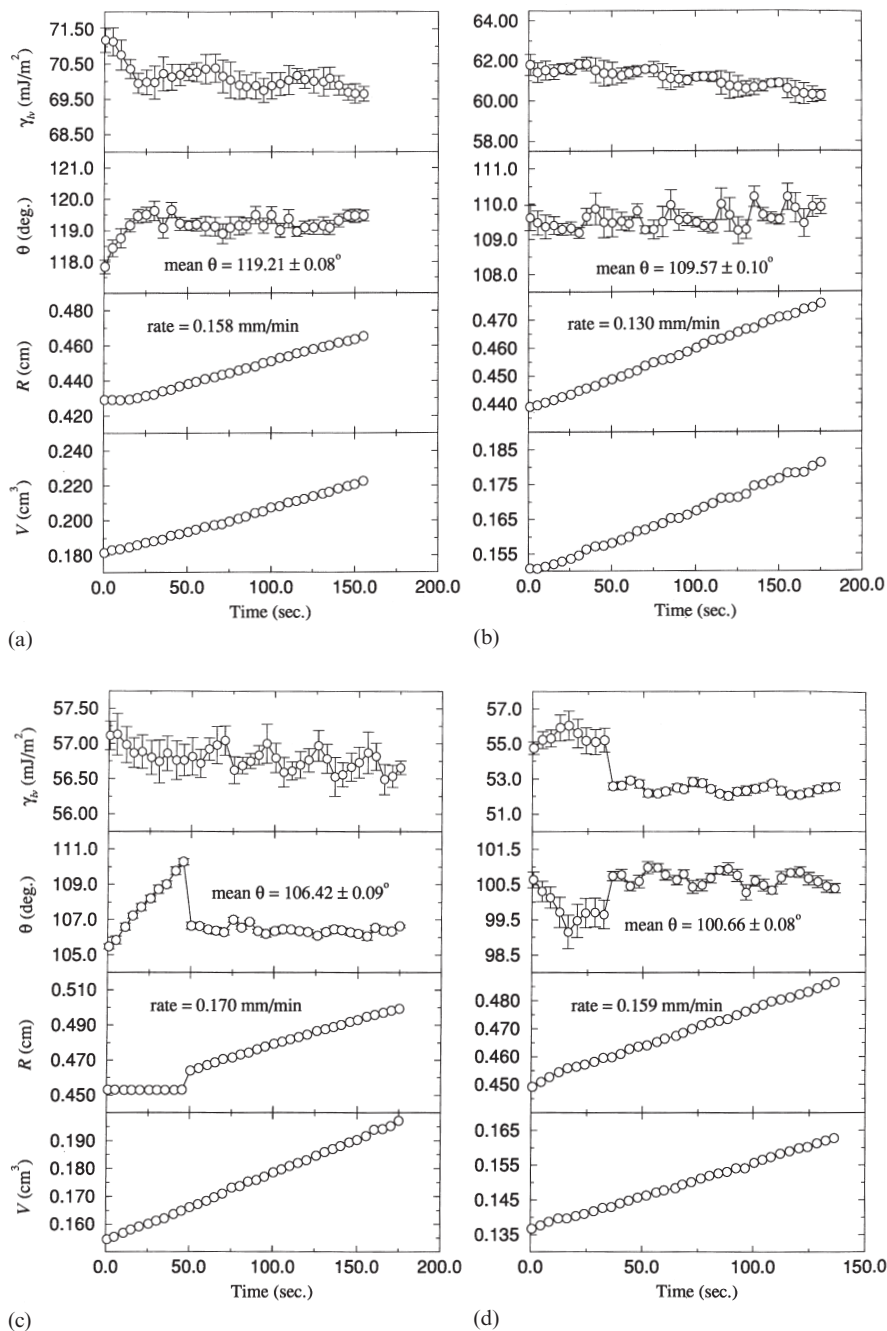 71.50
70.50
69.50
68.50
γlv (mJ/m2)
121.0
120.0
119.0
118.0
θ (deg.)
mean θ = 119.21 ± 0.08°
0.480
0.460
0.430
0.420
R (cm)
rate = 0.158 mm/min
0.220
0.200
0.180
V (cm3)
0.0 50.0 100.0 150.0 200.0
Time (sec.)
(a)
64.00
62.00
60.00
58.00
111.0
110.0
109.0
108.0
mean θ = 109.57 ± 0.10°
0.470
0.450
0.440
rate = 0.130 mm/min
0.185
0.175
0.165
0.155
0.0 50.0 100.0 150.0 200.0
Time (sec.)
(b)
57.50
57.00
56.50
56.00
γlv (mJ/m2)
111.0
109.0
107.0
105.0
θ (deg.)
mean θ = 106.42 ± 0.09°
0.510
0.490
0.470
0.450
R (cm)
rate = 0.170 mm/min
0.190
0.180
0.170
0.160
V (cm3)
0.0 50.0 100.0 150.0 200.0
Time (sec.)
(c)
57.0
55.0
53.0
51.0
101.5
100.5
99.5
98.5
mean θ = 100.66 ± 0.08°
0.480
0.470
0.460
0.450
rate = 0.159 mm/min
0.165
0.155
0.145
0.135
0.0 50.0 100.0 150.0
Time (sec.)
(d)